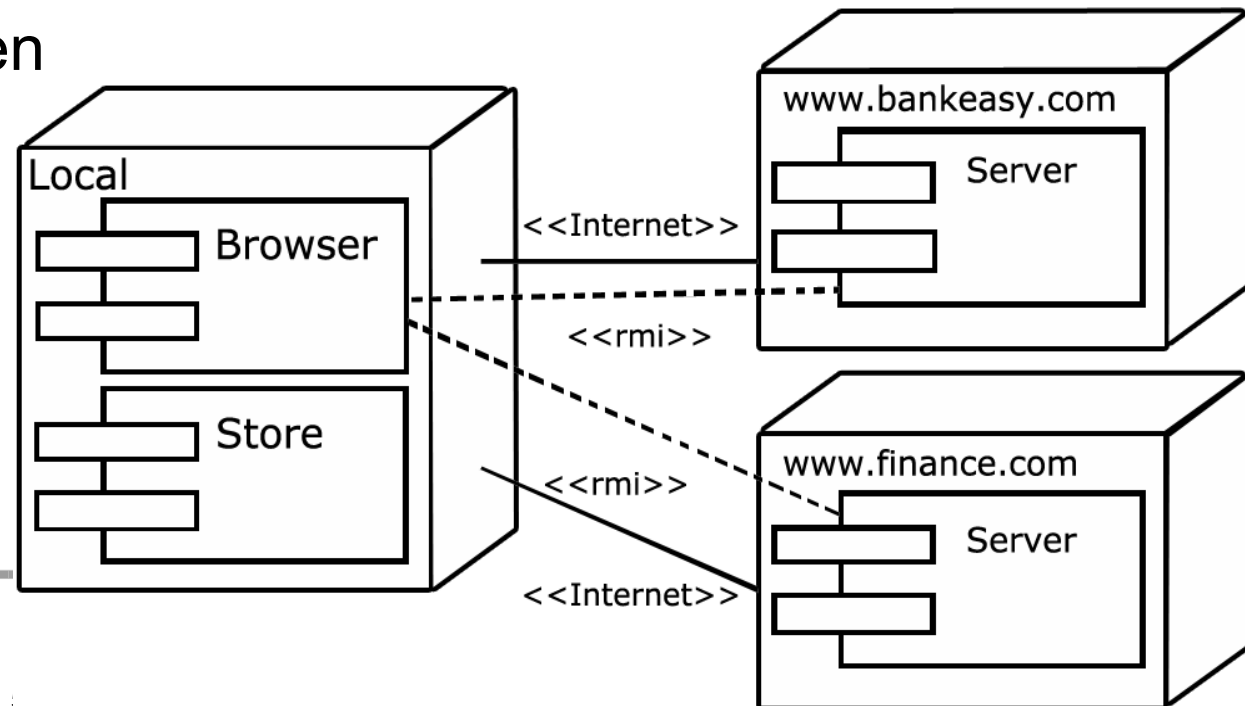 en
Local
Browser
Store
<<Internet>>
<<rmi>>
<<rmi>>
<<Internet>>
www.bankeasy.com
Server
www.finance.com
Server